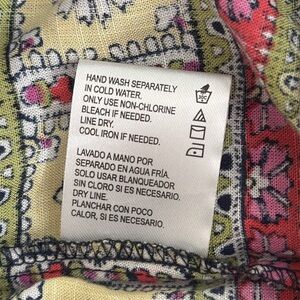 HAND WASH SEPARATELY
IN COLD WATER.
ONLY USE NON-CHLORINE
BLEACH IF NEEDED.
LINE DRY.
COOL IRON IF NEEDED.
LAVADO A MANO POR
SEPARADO EN AGUA FRÍA.
SOLO USAR BLANQUEADOR
SIN CLORO SI ES NECESARIO.
DRY LINE.
PLANCHAR CON POCO
CALOR, SI ES NECESARIO.